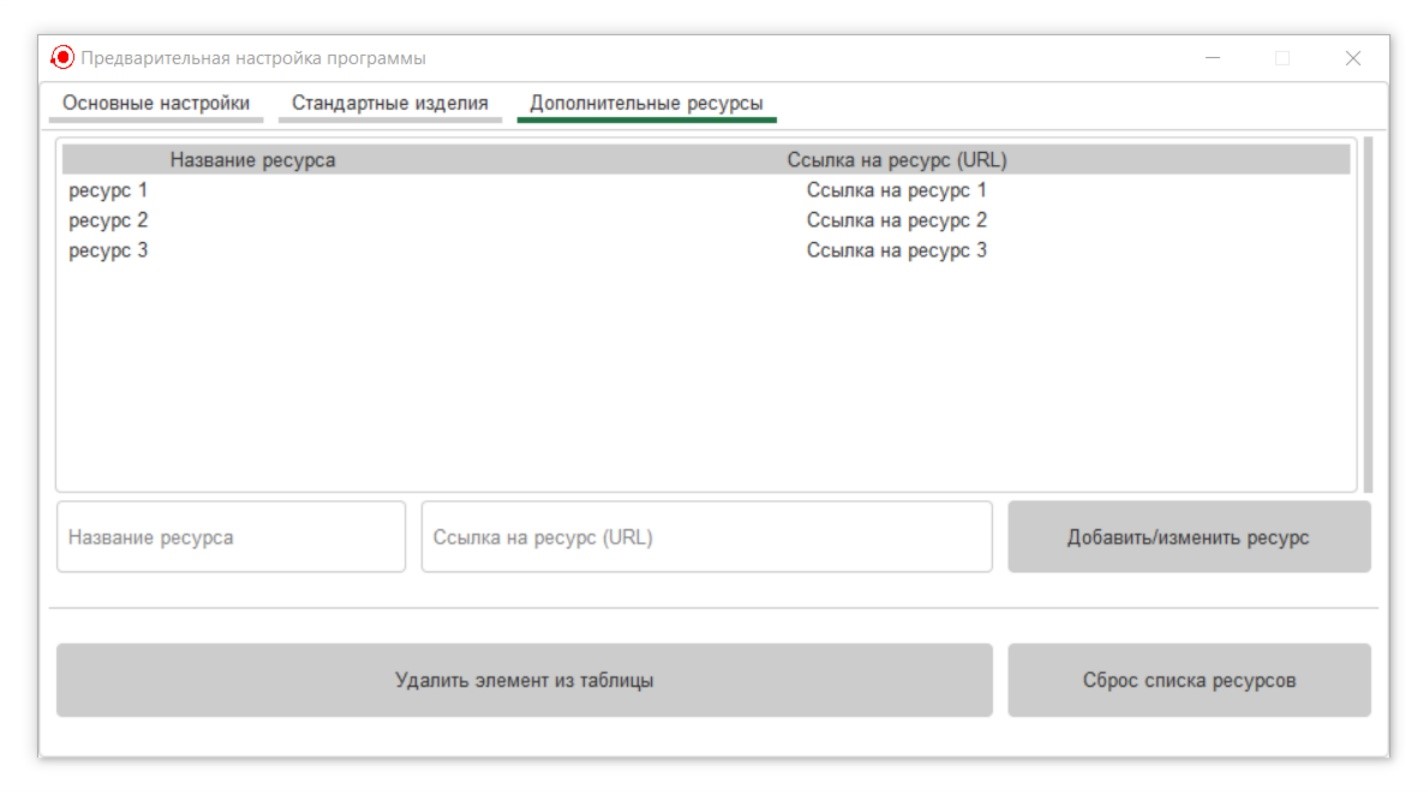 Предварительная настройка программы
Основные настройки Стандартные изделия Дополнительные ресурсы
Название ресурса Ссылка на ресурс (URL)
ресурс 1 Ссылка на ресурс 1
ресурс 2 Ссылка на ресурс 2
ресурс 3 Ссылка на ресурс 3
Название ресурса Ссылка на ресурс (URL) Добавить/изменить ресурс
Удалить элемент из таблицы Сброс списка ресурсов